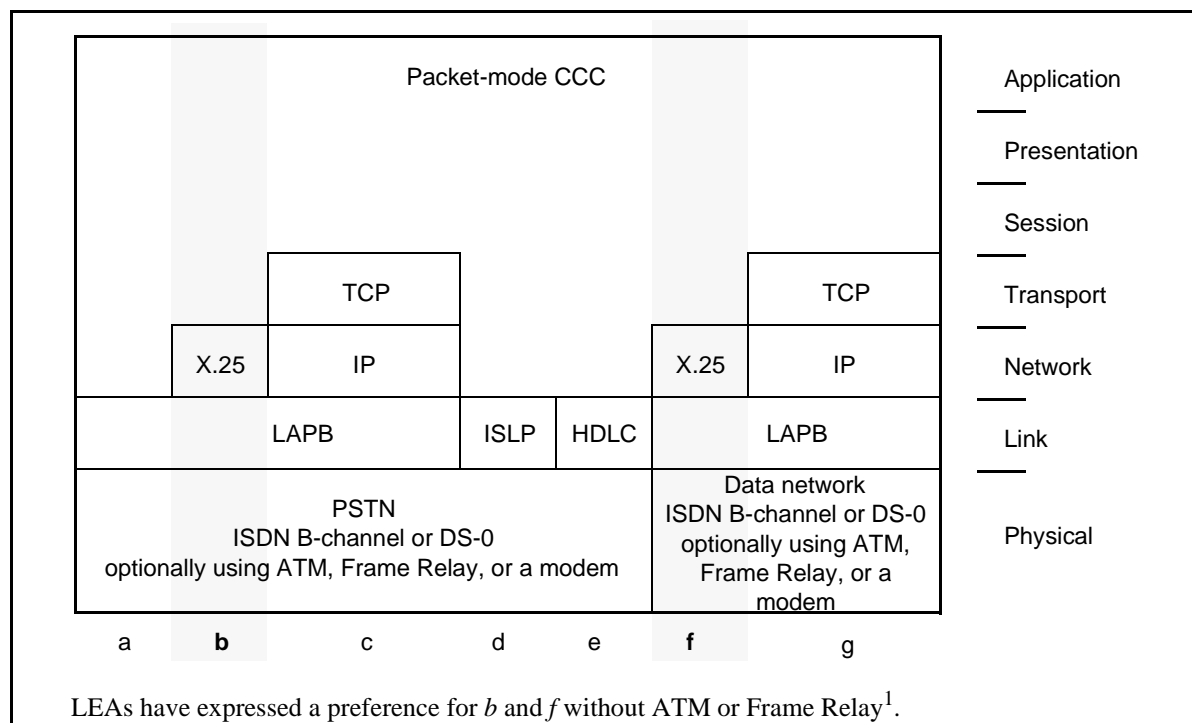 Packet-mode CCC
Application
Presentation
Session
TCP
TCP
Transport
X.25
IP
X.25
IP
Network
LAPB
ISLP
HDLC
LAPB
Link
PSTN
ISDN B-channel or DS-0
optionally using ATM, Frame Relay, or a modem
Data network
ISDN B-channel or DS-0
optionally using ATM,
Frame Relay, or a
modem
Physical
a
b
c
d
e
f
g
LEAs have expressed a preference for b and f without ATM or Frame Relay1.